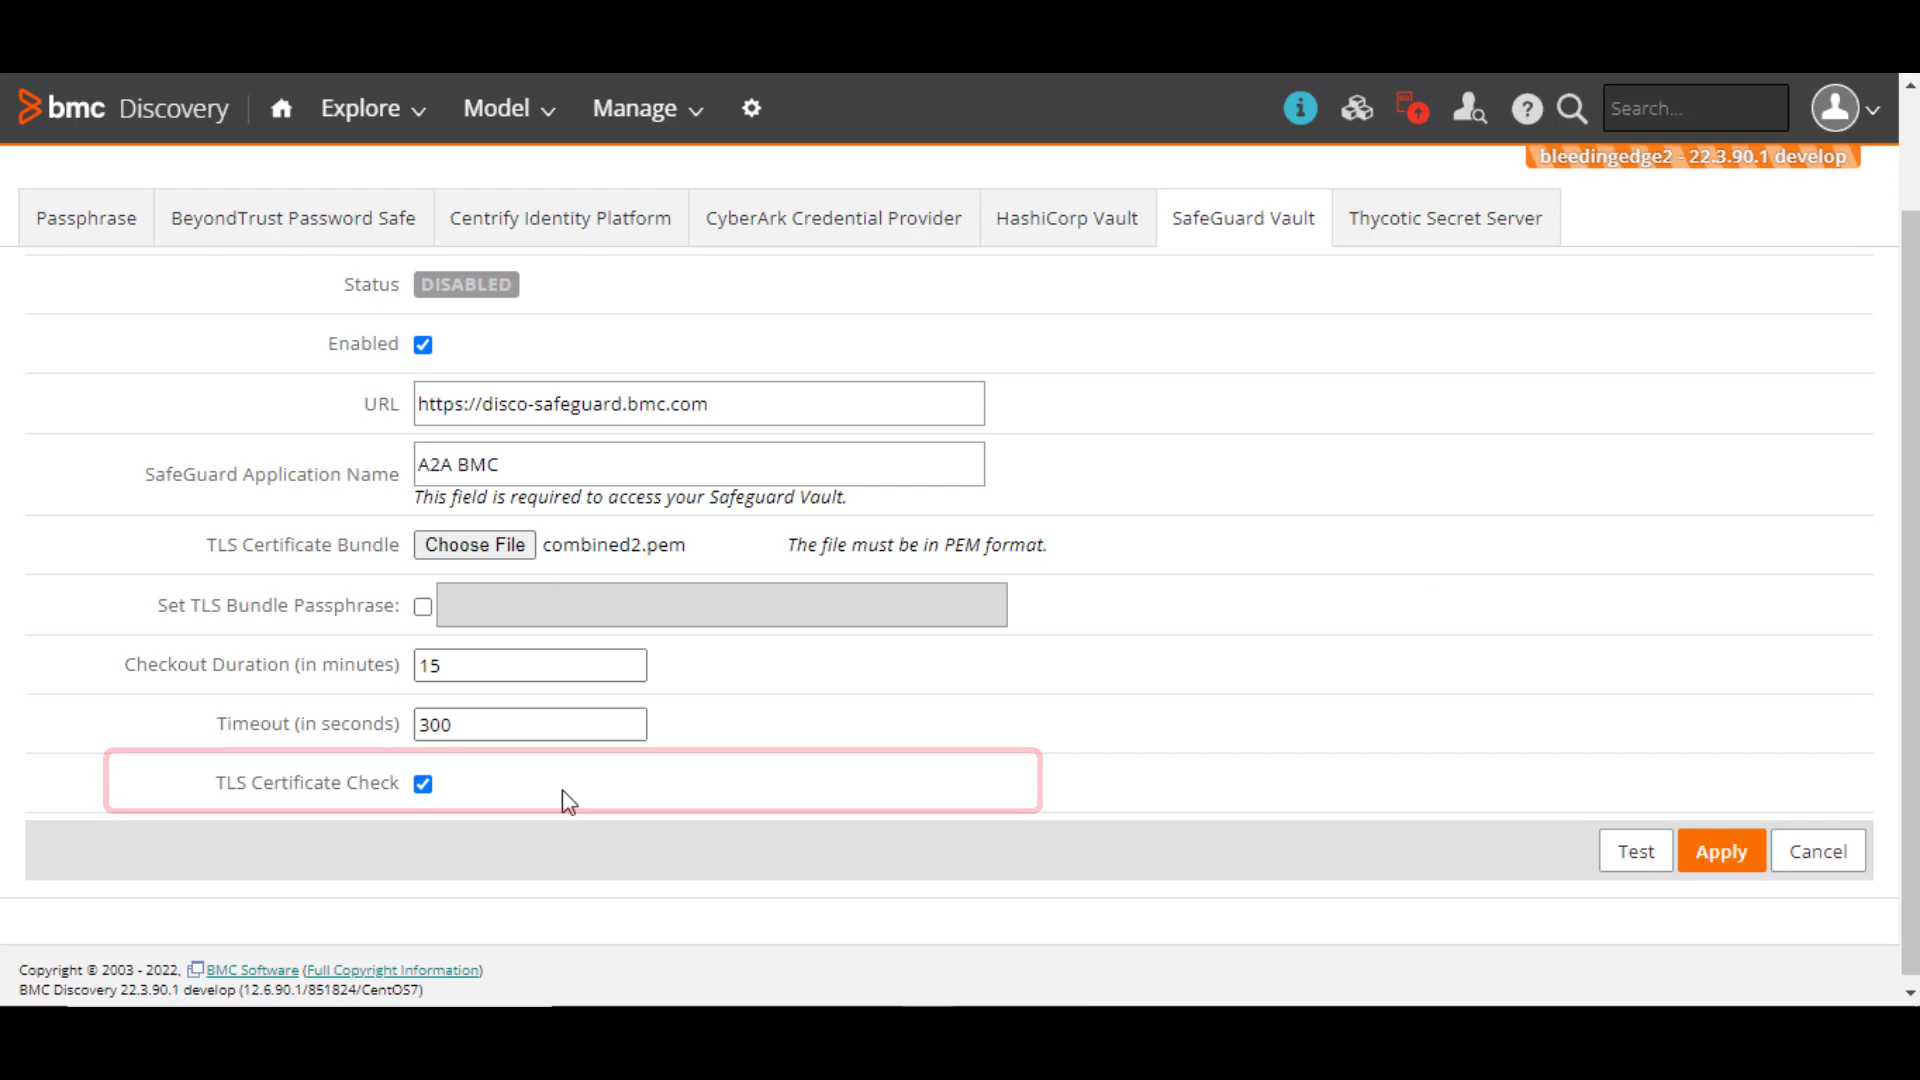 bmc Discovery Explore Model Manage i ? Search...
bleedingedge2 - 22.3.90.1 develop
Passphrase BeyondTrust Password Safe Centrify Identity Platform CyberArk Credential Provider HashiCorp Vault SafeGuard Vault Thycotic Secret Server
Status DISABLED
Enabled
URL https://disco-safeguard.bmc.com
SafeGuard Application Name A2A BMC
This field is required to access your Safeguard Vault.
TLS Certificate Bundle Choose File combined2.pem The file must be in PEM format.
Set TLS Bundle Passphrase:
Checkout Duration (in minutes) 15
Timeout (in seconds) 300
TLS Certificate Check
Test Apply Cancel
Copyright © 2003 - 2022, BMC Software (Full Copyright Information)
BMC Discovery 22.3.90.1 develop (12.6.90.1/851824/CentOS7)